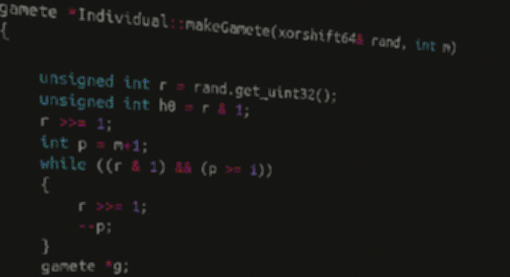 gamete *Individual::makeGamete(xorshift64& rand, int m)
{
unsigned int r = rand.get_uint32();
unsigned int h0 = r & 1;
r >>= 1;
int p = m+1;
while ((r & 1) && (p >= 1))
{
r >>= 1;
--p;
}
gamete *g;